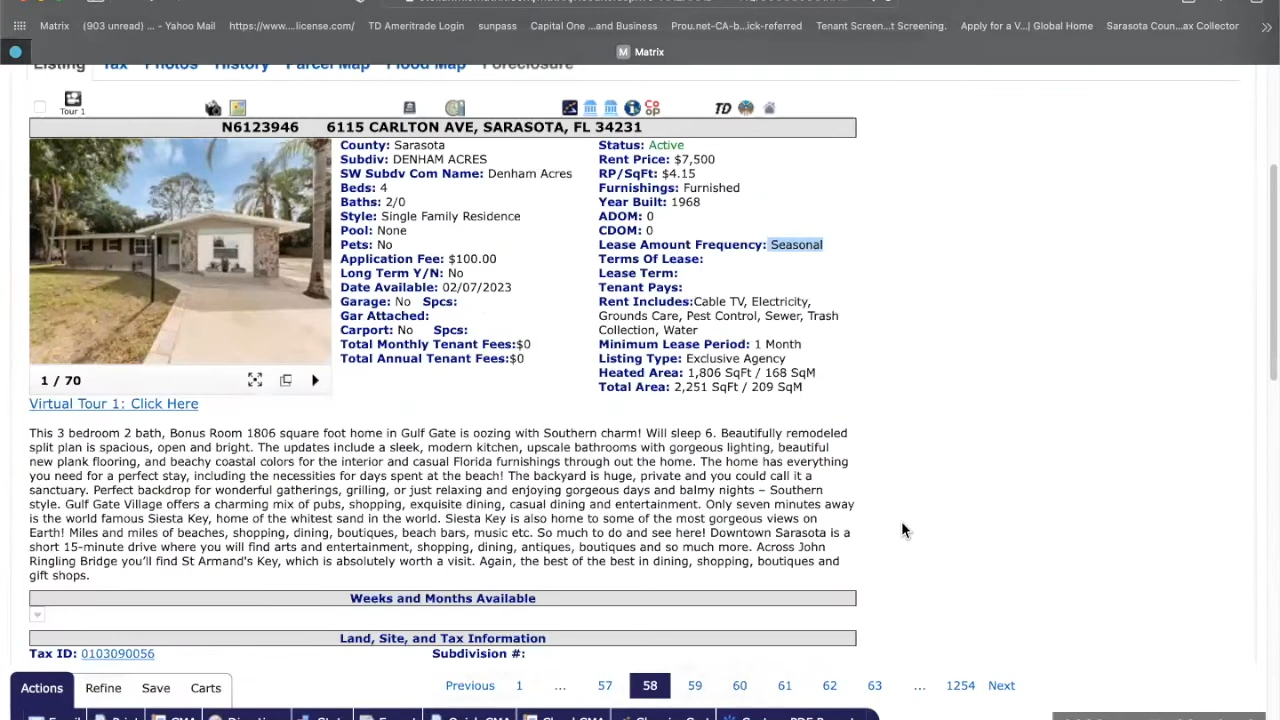 Matrix (903 unread) ... - Yahoo Mail https://www....license.com/ TD Ameritrade Login sunpass Capital One ...and Business Prou.net-CA-b...ick-referred Tenant Screen...t Screening. Apply for a V...| Global Home Sarasota Coun...ax Collector
M Matrix
Listing Tax Photos History Parcel Map Flood Map Foreclosure
Tour 1 Co op TD
N6123946 6115 CARLTON AVE, SARASOTA, FL 34231
County: Sarasota Status: Active
Subdiv: DENHAM ACRES Rent Price: $7,500
SW Subdv Com Name: Denham Acres RP/SqFt: $4.15
Beds: 4 Furnishings: Furnished
Baths: 2/0 Year Built: 1968
Style: Single Family Residence ADOM: 0
Pool: None CDOM: 0
Pets: No Lease Amount Frequency: Seasonal
Application Fee: $100.00 Terms Of Lease:
Long Term Y/N: No Lease Term:
Date Available: 02/07/2023 Tenant Pays:
Garage: No Spcs: Rent Includes:Cable TV, Electricity,
Gar Attached: Grounds Care, Pest Control, Sewer, Trash
Carport: No Spcs: Collection, Water
Total Monthly Tenant Fees:$0 Minimum Lease Period: 1 Month
Total Annual Tenant Fees:$0 Listing Type: Exclusive Agency
Heated Area: 1,806 SqFt / 168 SqM
1 / 70 Total Area: 2,251 SqFt / 209 SqM
Virtual Tour 1: Click Here
This 3 bedroom 2 bath, Bonus Room 1806 square foot home in Gulf Gate is oozing with Southern charm! Will sleep 6. Beautifully remodeled
split plan is spacious, open and bright. The updates include a sleek, modern kitchen, upscale bathrooms with gorgeous lighting, beautiful
new plank flooring, and beachy coastal colors for the interior and casual Florida furnishings through out the home. The home has everything
you need for a perfect stay, including the necessities for days spent at the beach! The backyard is huge, private and you could call it a
sanctuary. Perfect backdrop for wonderful gatherings, grilling, or just relaxing and enjoying gorgeous days and balmy nights – Southern
style. Gulf Gate Village offers a charming mix of pubs, shopping, exquisite dining, casual dining and entertainment. Only seven minutes away
is the world famous Siesta Key, home of the whitest sand in the world. Siesta Key is also home to some of the most gorgeous views on
Earth! Miles and miles of beaches, shopping, dining, boutiques, beach bars, music etc. So much to do and see here! Downtown Sarasota is a
short 15-minute drive where you will find arts and entertainment, shopping, dining, antiques, boutiques and so much more. Across John
Ringling Bridge you'll find St Armand's Key, which is absolutely worth a visit. Again, the best of the best in dining, shopping, boutiques and
gift shops.
Weeks and Months Available
Land, Site, and Tax Information
Tax ID: 0103090056 Subdivision #:
Actions Refine Save Carts Previous 1 ... 57 58 59 60 61 62 63 ... 1254 Next